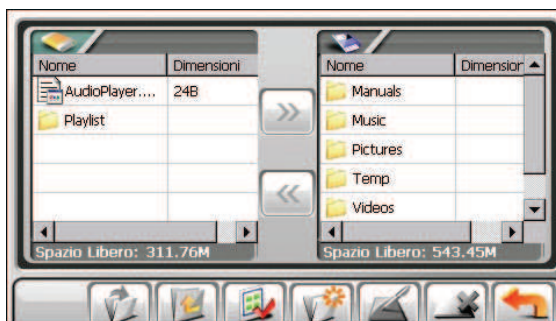 Nome Dimensioni
AudioPlayer.... 24B
Playlist
Spazio Libero: 311.76M
Nome Dimension
Manuals
Music
Pictures
Temp
Videos
Spazio Libero: 543.45M